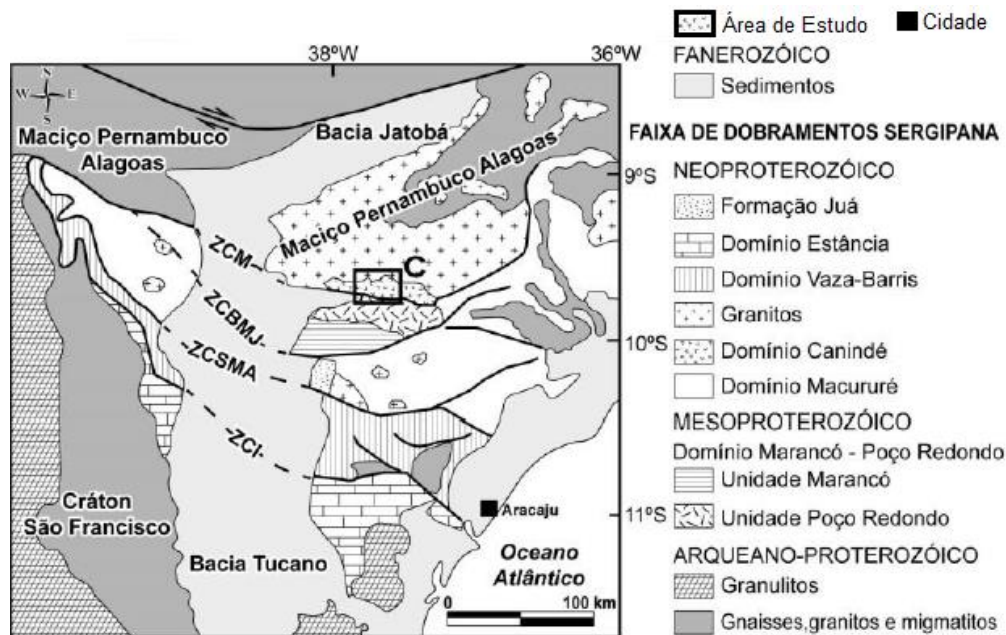 38ºW
36ºW
S
W E
S
Maciço Pernambuco
Alagoas
Bacia Jatobá
Maciço Pernambuco Alagoas
9ºS
ZCM
C
ZCBMJ
10ºS
-ZCSMA
-ZCI-
Cráton
São Francisco
Aracaju
11ºS
Bacia Tucano
Oceano
Atlântico
0 100 km
Área de Estudo
Cidade
FANEROZÓICO
Sedimentos
FAIXA DE DOBRAMENTOS SERGIPANA
NEOPROTEROZÓICO
Formação Juá
Domínio Estância
Domínio Vaza-Barris
Granitos
Domínio Canindé
Domínio Macururé
MESOPROTEROZÓICO
Domínio Marancó - Poço Redondo
Unidade Marancó
Unidade Poço Redondo
ARQUEANO-PROTEROZÓICO
Granulitos
Gnaisses,granitos e migmatitos